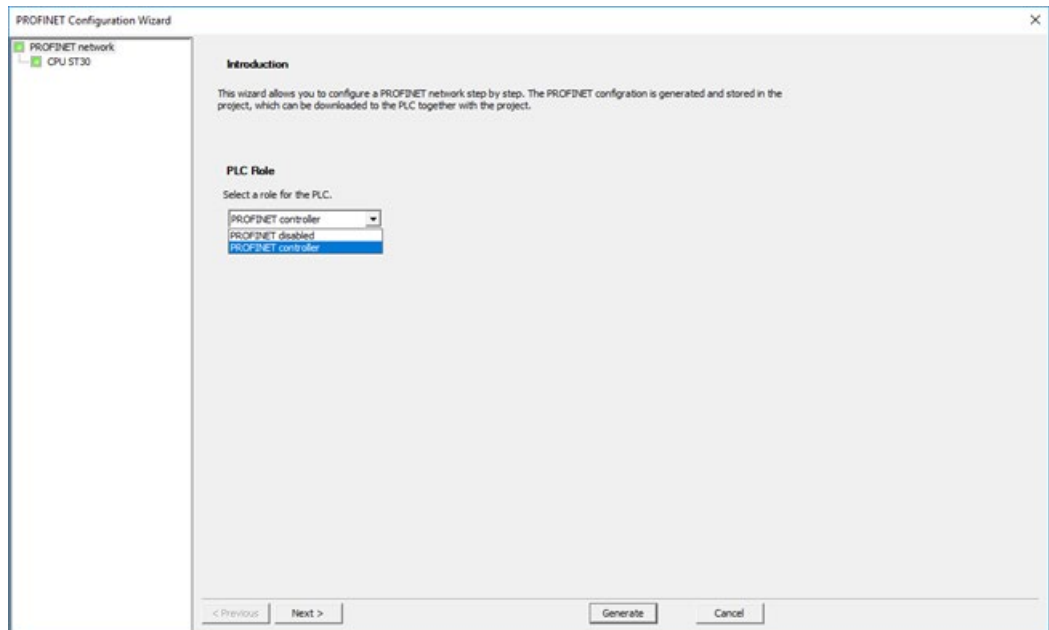 PROFINET Configuration Wizard
PROFINET network
CPU ST30
Introduction
This wizard allows you to configure a PROFINET network step by step. The PROFINET configration is generated and stored in the
project, which can be downloaded to the PLC together with the project.
PLC Role
Select a role for the PLC.
PROFINET controller
PROFINET disabled
PROFINET controller
< Previous
Next >
Generate
Cancel